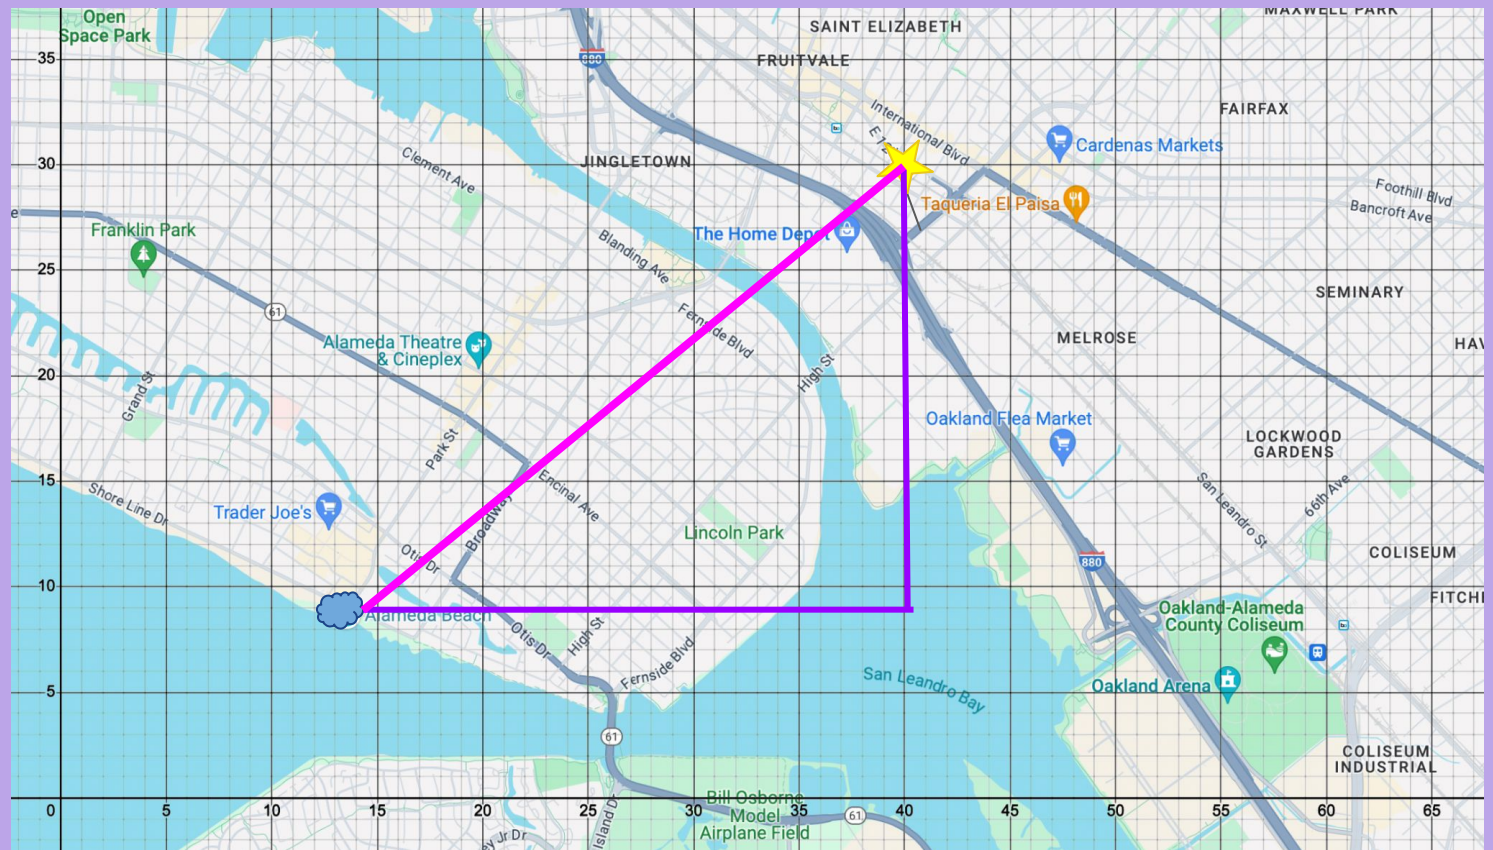 Open
Space Park
SAINT ELIZABETH
MAXWELL PARK
FRUITVALE
880
35
FAIRFAX
International Blvd
E 12
Cardenas Markets
30
JINGLETOWN
Clement Ave
Foothill Blvd
Bancroft Ave
Taqueria El Paisa
e
Franklin Park
The Home Depot
Blanding Ave
25
SEMINARY
61
Fernside Blvd
MELROSE
HAV
Alameda Theatre
& Cineplex
20
Grand St
High St
Oakland Flea Market
LOCKWOOD
GARDENS
Park St
15
Shore Line Dr
Encinal Ave
San Leandro St
66th Ave
Trader Joe's
Broadway
Lincoln Park
Otis Dr
COLISEUM
880
10
FITCHI
Alameda Beach
Oakland-Alameda
County Coliseum
Otis Dr
High St
Fernside Blvd
San Leandro Bay
Oakland Arena
5
61
COLISEUM
INDUSTRIAL
0 5 10 15 20 25 30 35 40 45 50 55 60 65
Bill Osborne
Model
Airplane Field
61
Island D
ey Jr Dr